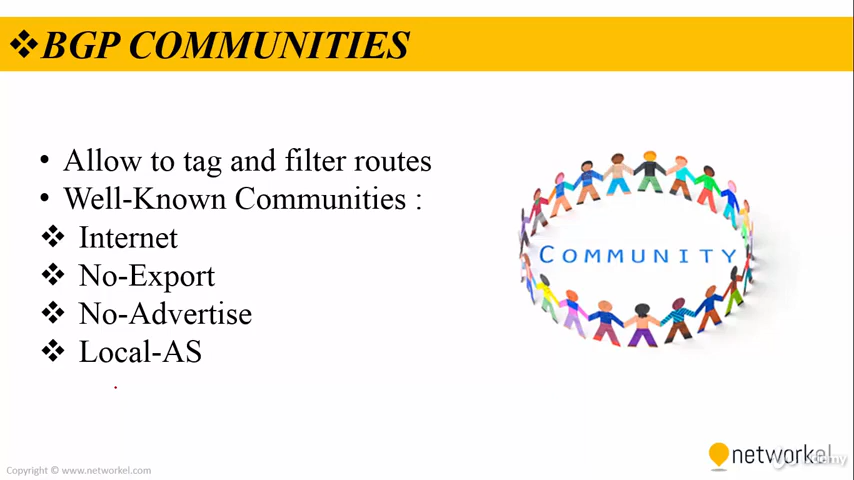 ❖BGP COMMUNITIES
• Allow to tag and filter routes
• Well-Known Communities :
❖ Internet
❖ No-Export
❖ No-Advertise
❖ Local-AS
COMMUNITY
networkel
Udemy
Copyright © www.networkel.com